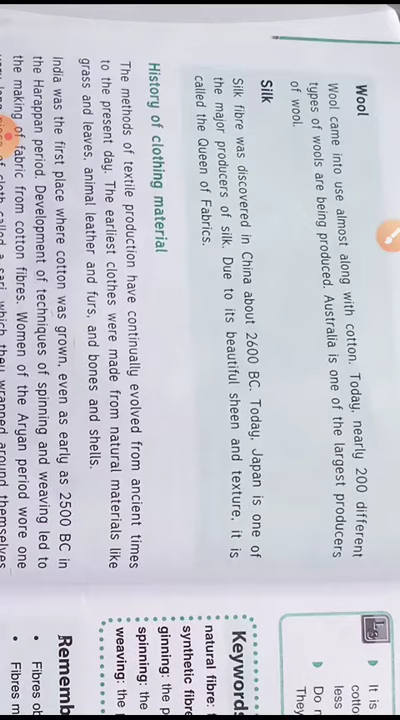 Wool
Wool came into use almost along with cotton. Today, nearly 200 different
types of wools are being produced. Australia is one of the largest producers
of wool.
Silk
Silk fibre was discovered in China about 2600 BC. Today, Japan is one of
the major producers of silk. Due to its beautiful sheen and texture, it is
called the Queen of Fabrics.
History of clothing material
The methods of textile production have continually evolved from ancient times
to the present day. The earliest clothes were made from natural materials like
grass and leaves, animal leather and furs, and bones and shells.
India was the first place where cotton was grown, even as early as 2500 BC in
the Harappan period. Development of techniques of spinning and weaving led to
the making of fabric from cotton fibres. Women of the Aryan period wore one
of cloth called a sari which they wrapped around themselves
It is
cotto
less
Do n
They
Keywords
natural fibre:
synthetic fibre
ginning: the p
spinning: the
weaving: the
Rememb
• Fibres ob
• Fibres m